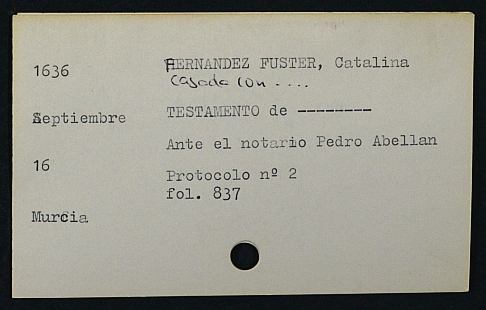 1636
HERNANDEZ FUSTER, Catalina
Casada con ....
Septiembre
TESTAMENTO de --------
Ante el notario Pedro Abellan
16
Protocolo nº 2
fol. 837
Murcia